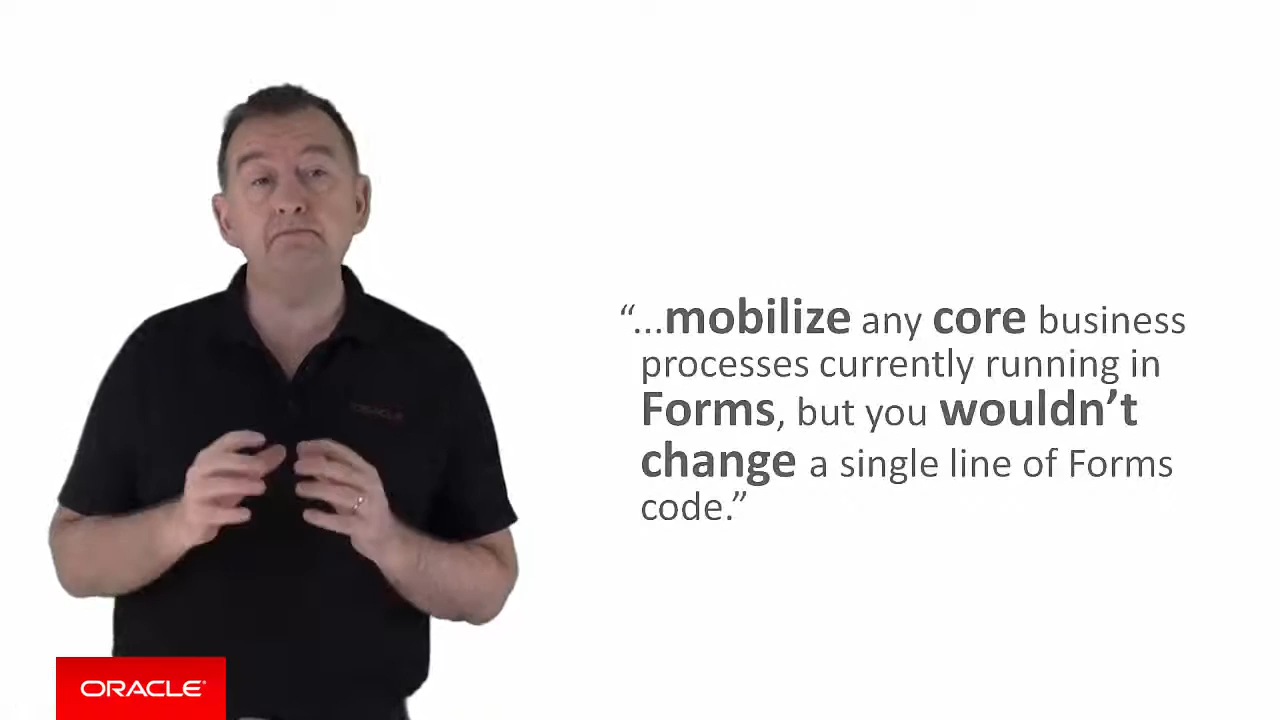 “...mobilize any core business
processes currently running in
Forms, but you wouldn’t
change a single line of Forms
code.”
ORACLE
ORACLE®